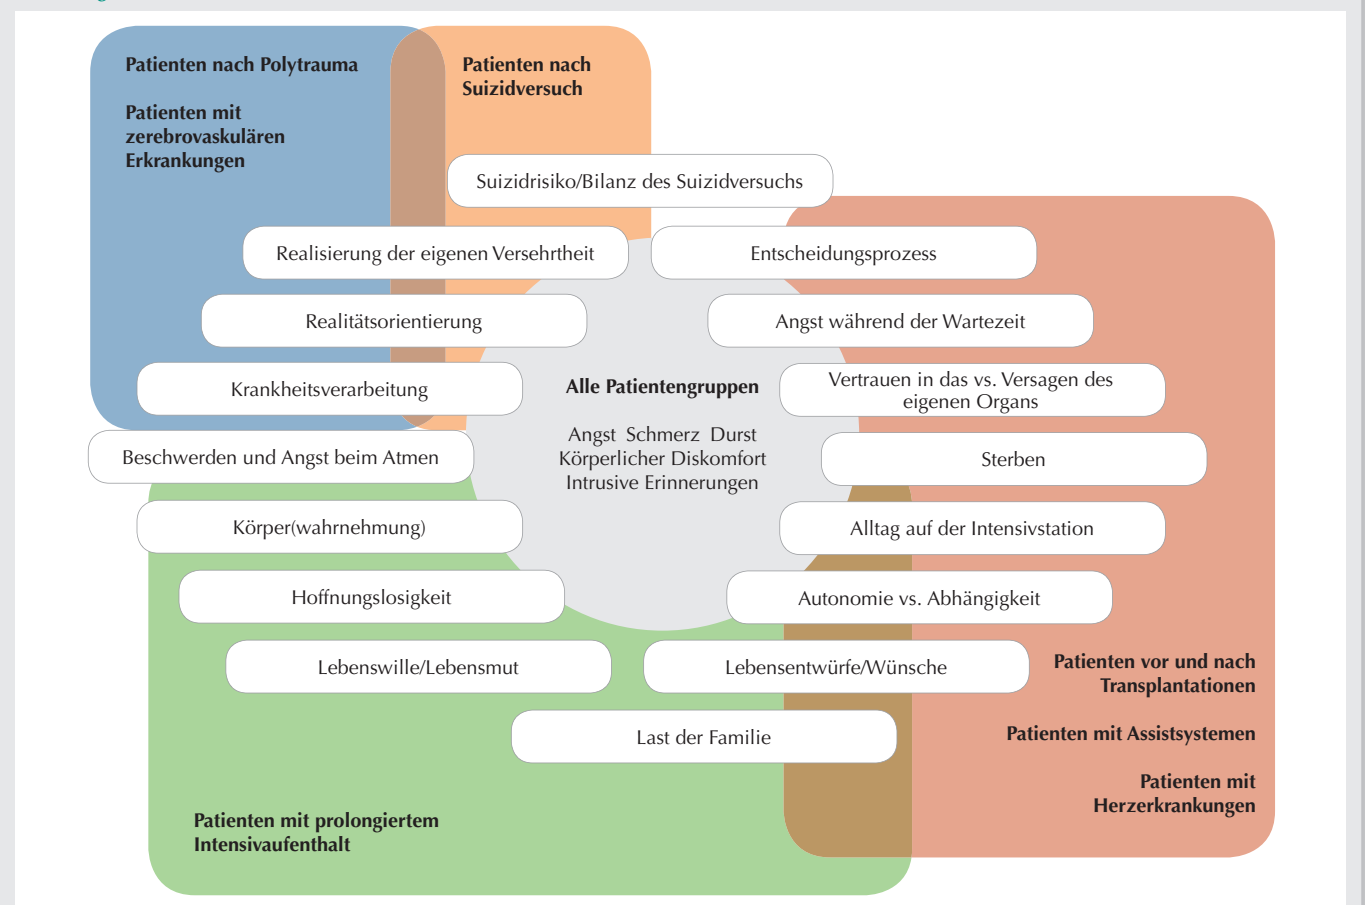 Patienten nach Polytrauma
Patienten mit
zerebrovaskulären
Erkrankungen
Patienten nach
Suizidversuch
Suizidrisiko/Bilanz des Suizidversuchs
Realisierung der eigenen Versehrtheit
Entscheidungsprozess
Realitätsorientierung
Angst während der Wartezeit
Krankheitsverarbeitung
Alle Patientengruppen
Vertrauen in das vs. Versagen des
eigenen Organs
Angst Schmerz Durst
Körperlicher Diskomfort
Intrusive Erinnerungen
Beschwerden und Angst beim Atmen
Sterben
Körper(wahrnehmung)
Alltag auf der Intensivstation
Hoffnungslosigkeit
Autonomie vs. Abhängigkeit
Lebenswille/Lebensmut
Lebensentwürfe/Wünsche
Patienten vor und nach
Transplantationen
Last der Familie
Patienten mit Assistsystemen
Patienten mit
Herzerkrankungen
Patienten mit prolongiertem
Intensivaufenthalt